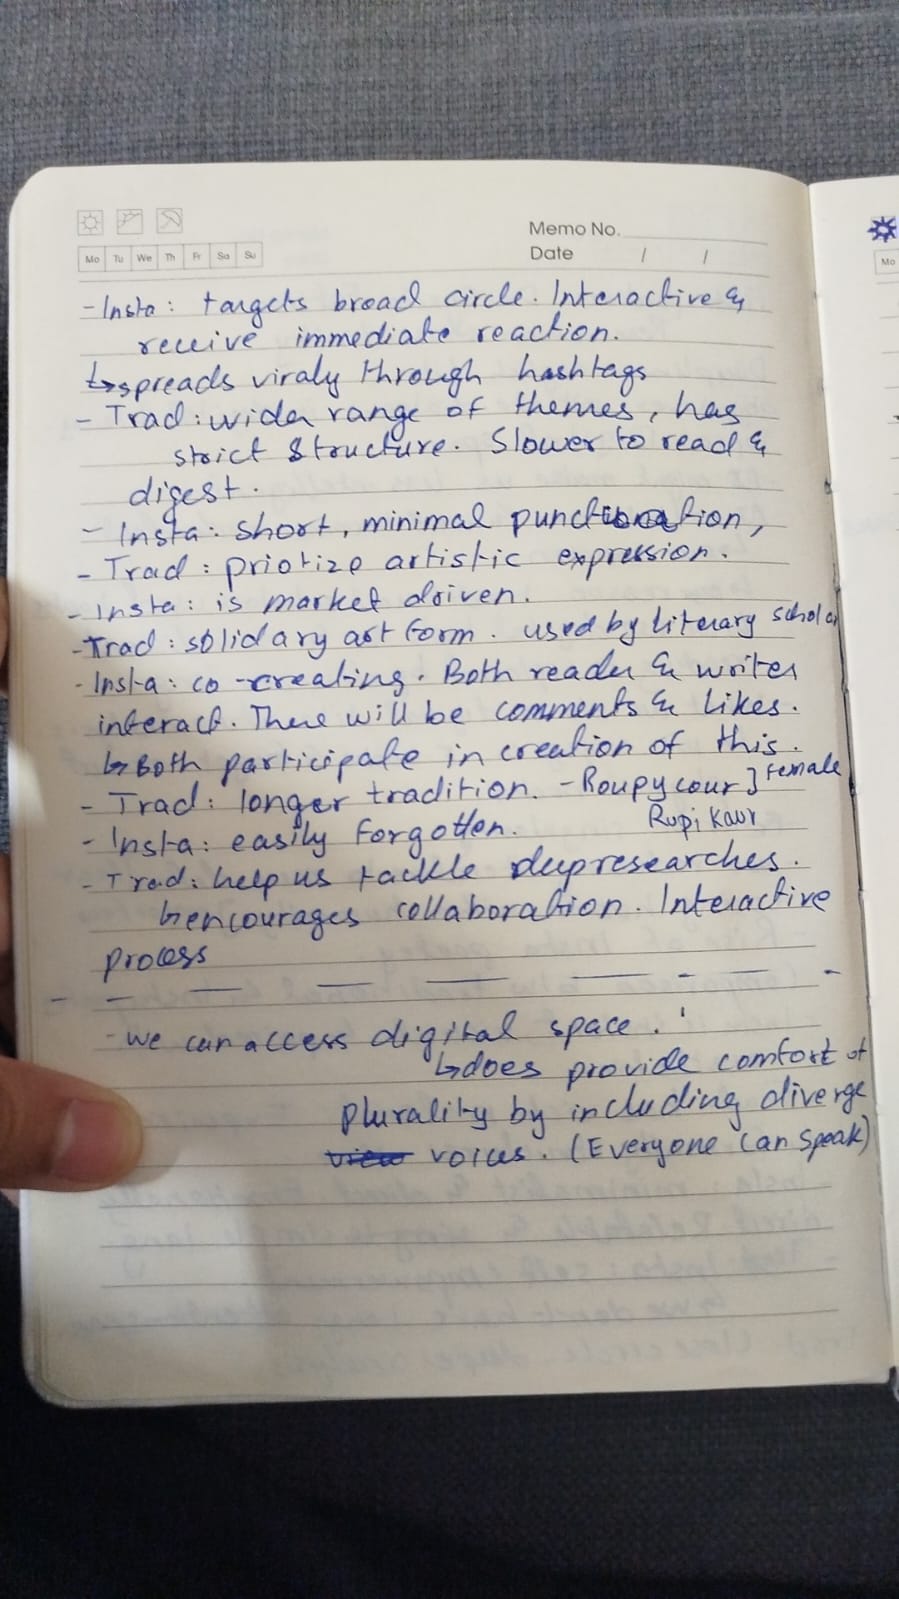 Memo No.
Mo Tu We Th Fr Sa Su
Date / /
Mo
- Insta : targets broad circle. Interactive &
receive immediate reaction.
↳ spreads viraly through hashtags
- Trad : wider range of themes, has
strict structure. Slower to read &
digest.
- Insta : short, minimal punctuation,
- Trad : priotize artistic expression.
- Insta : is market driven.
- Trad : solidary art form. used by literary scholar
- Insta : co-creating. Both reader & writer
interact. There will be comments & likes.
↳ Both participate in creation of this.
- Trad : longer tradition. - Roupy cour ] female
Rupi Kaur
- Insta : easily forgotten.
- Trad : help us tackle deep researches.
↳ encourages collaboration. Interactive
process
- we can access digital space.
↳ does provide comfort of
plurality by including diverge
view voices. (Everyone can speak)